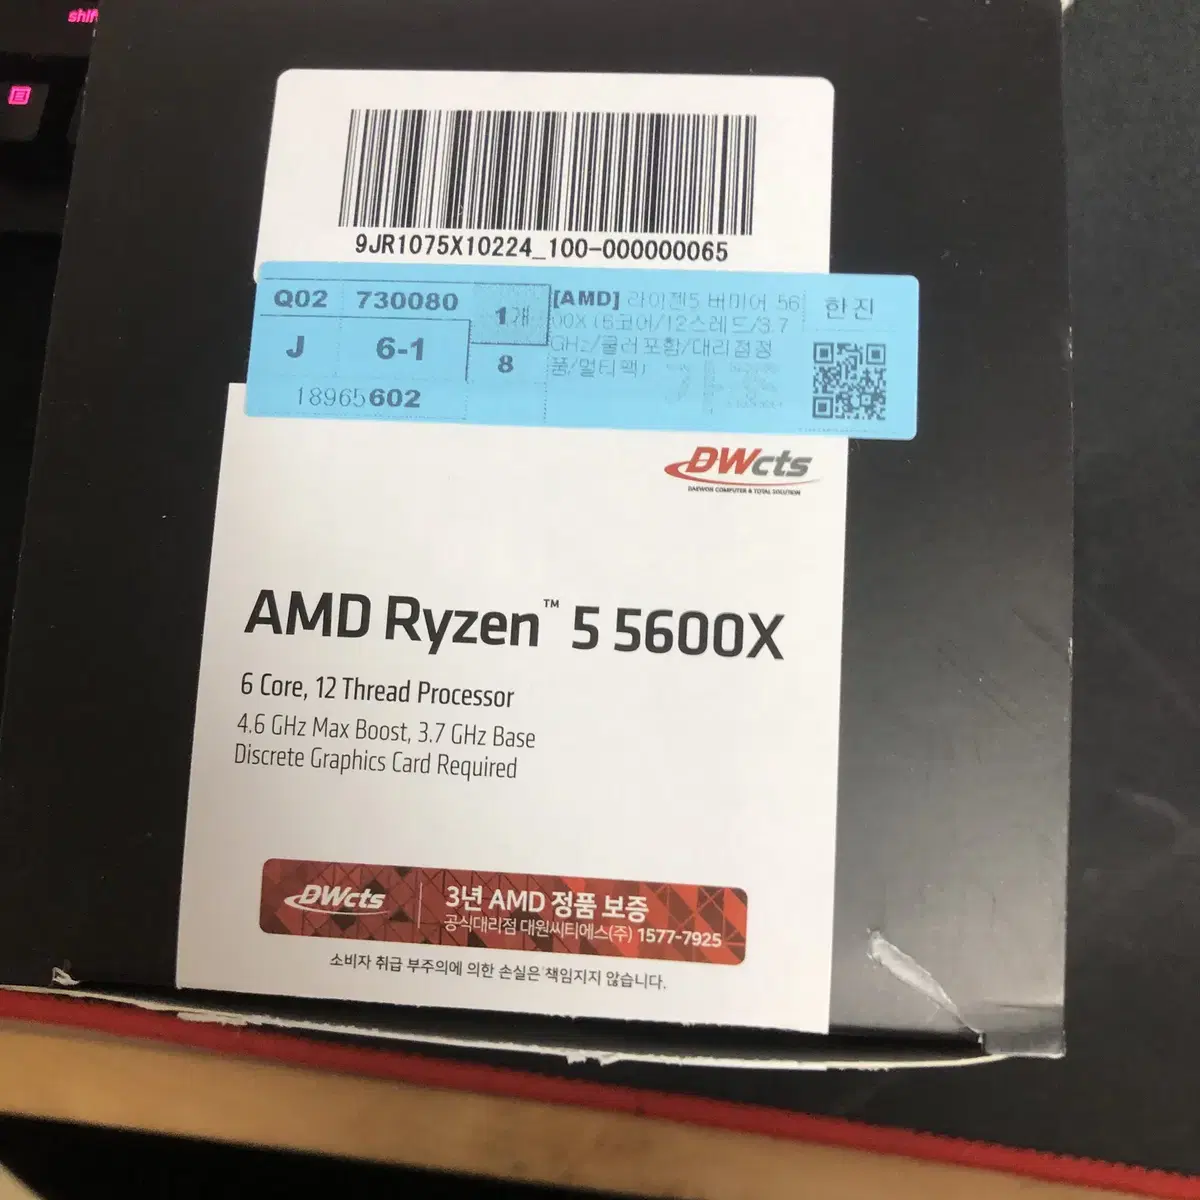 shift
9JR1075X10224_100-000000065
Q02 730080 1개
J 6-1 8
18965602
[AMD] 라이젠5 버미어 56
00X (6코어/12스레드/3.7
GHz/쿨러포함/대리점정
품/멀티팩)
한진
DWcts
DAEWON COMPUTER & TOTAL SOLUTION
AMD Ryzen™ 5 5600X
6 Core, 12 Thread Processor
4.6 GHz Max Boost, 3.7 GHz Base
Discrete Graphics Card Required
DWcts
3년 AMD 정품 보증
공식대리점 대원씨티에스(주) 1577-7925
소비자 취급 부주의에 의한 손실은 책임지지 않습니다.